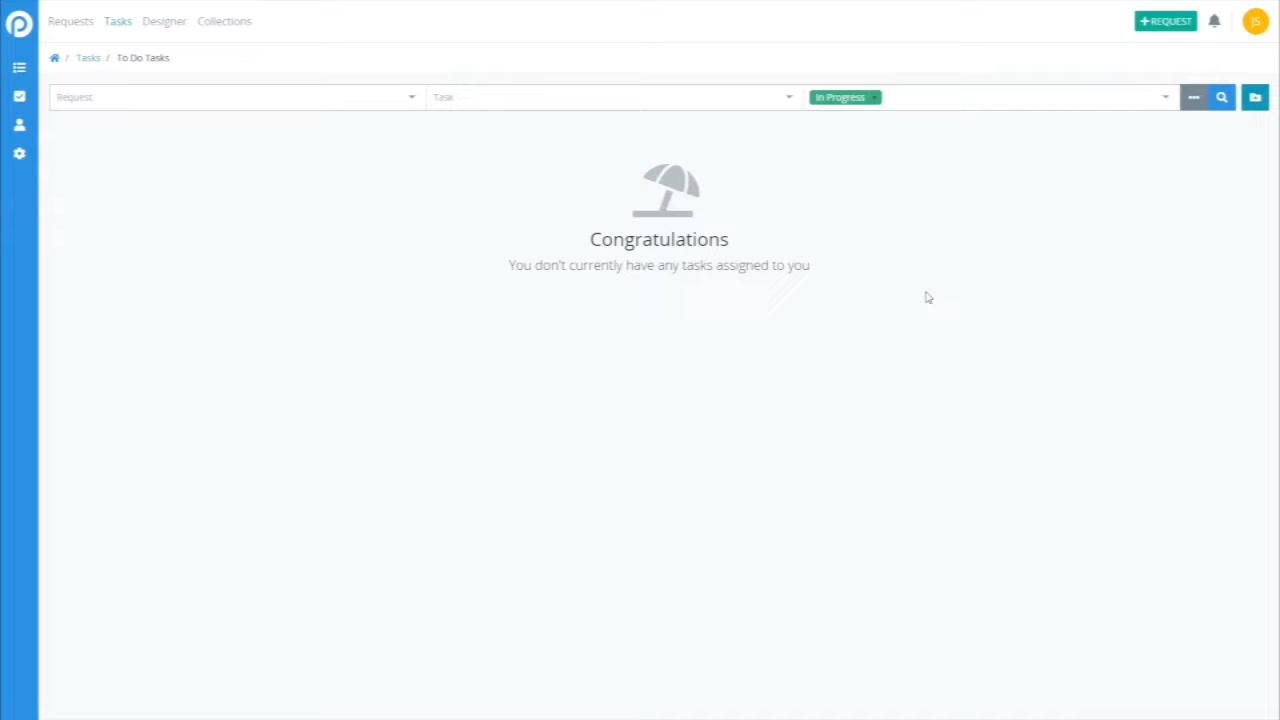 Requests Tasks Designer Collections
+ REQUEST
JS
/ Tasks / To Do Tasks
Request
Task
In Progress
Congratulations
You don't currently have any tasks assigned to you